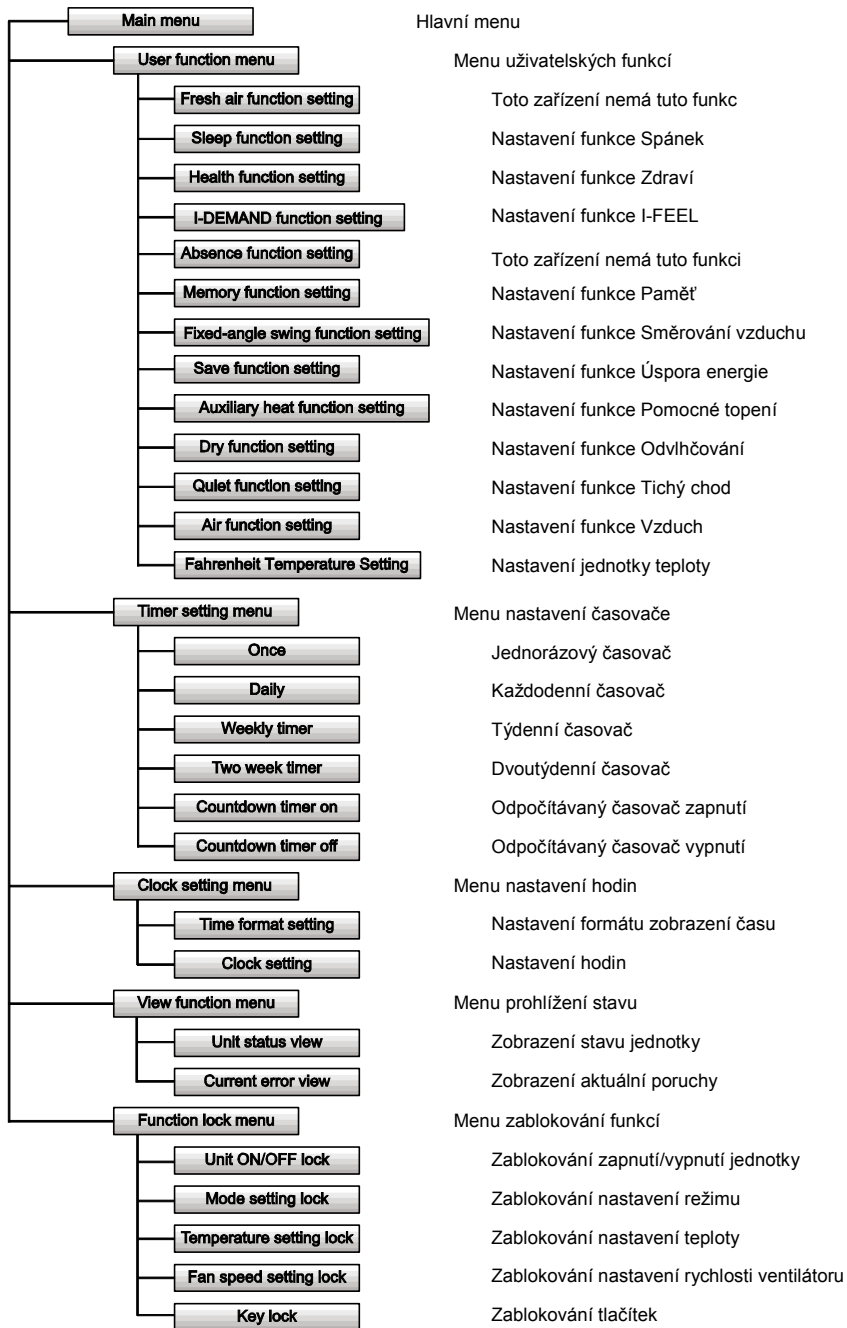 Main menu Hlavní menu
User function menu Menu uživatelských funkcí
Fresh air function setting Toto zařízení nemá tuto funkc
Sleep function setting Nastavení funkce Spánek
Health function setting Nastavení funkce Zdraví
I-DEMAND function setting Nastavení funkce I-FEEL
Absence function setting Toto zařízení nemá tuto funkci
Memory function setting Nastavení funkce Paměť
Fixed-angle swing function setting Nastavení funkce Směrování vzduchu
Save function setting Nastavení funkce Úspora energie
Auxiliary heat function setting Nastavení funkce Pomocné topení
Dry function setting Nastavení funkce Odvlhčování
Quiet function setting Nastavení funkce Tichý chod
Air function setting Nastavení funkce Vzduch
Fahrenheit Temperature Setting Nastavení jednotky teploty
Timer setting menu Menu nastavení časovače
Once Jednorázový časovač
Daily Každodenní časovač
Weekly timer Týdenní časovač
Two week timer Dvoutýdenní časovač
Countdown timer on Odpočítávaný časovač zapnutí
Countdown timer off Odpočítávaný časovač vypnutí
Clock setting menu Menu nastavení hodin
Time format setting Nastavení formátu zobrazení času
Clock setting Nastavení hodin
View function menu Menu prohlížení stavu
Unit status view Zobrazení stavu jednotky
Current error view Zobrazení aktuální poruchy
Function lock menu Menu zablokování funkcí
Unit ON/OFF lock Zablokování zapnutí/vypnutí jednotky
Mode setting lock Zablokování nastavení režimu
Temperature setting lock Zablokování nastavení teploty
Fan speed setting lock Zablokování nastavení rychlosti ventilátoru
Key lock Zablokování tlačítek